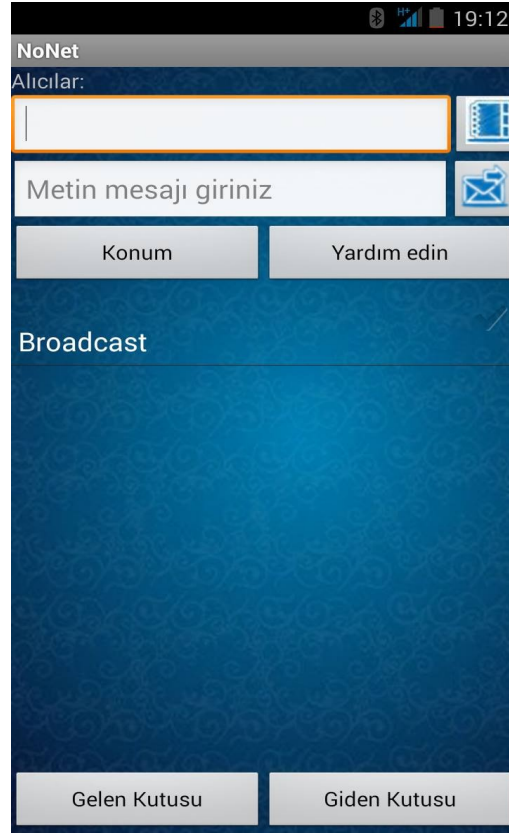 H+ 19:12
NoNet
Alıcılar:
Metin mesajı giriniz
Konum Yardım edin
Broadcast
Gelen Kutusu Giden Kutusu